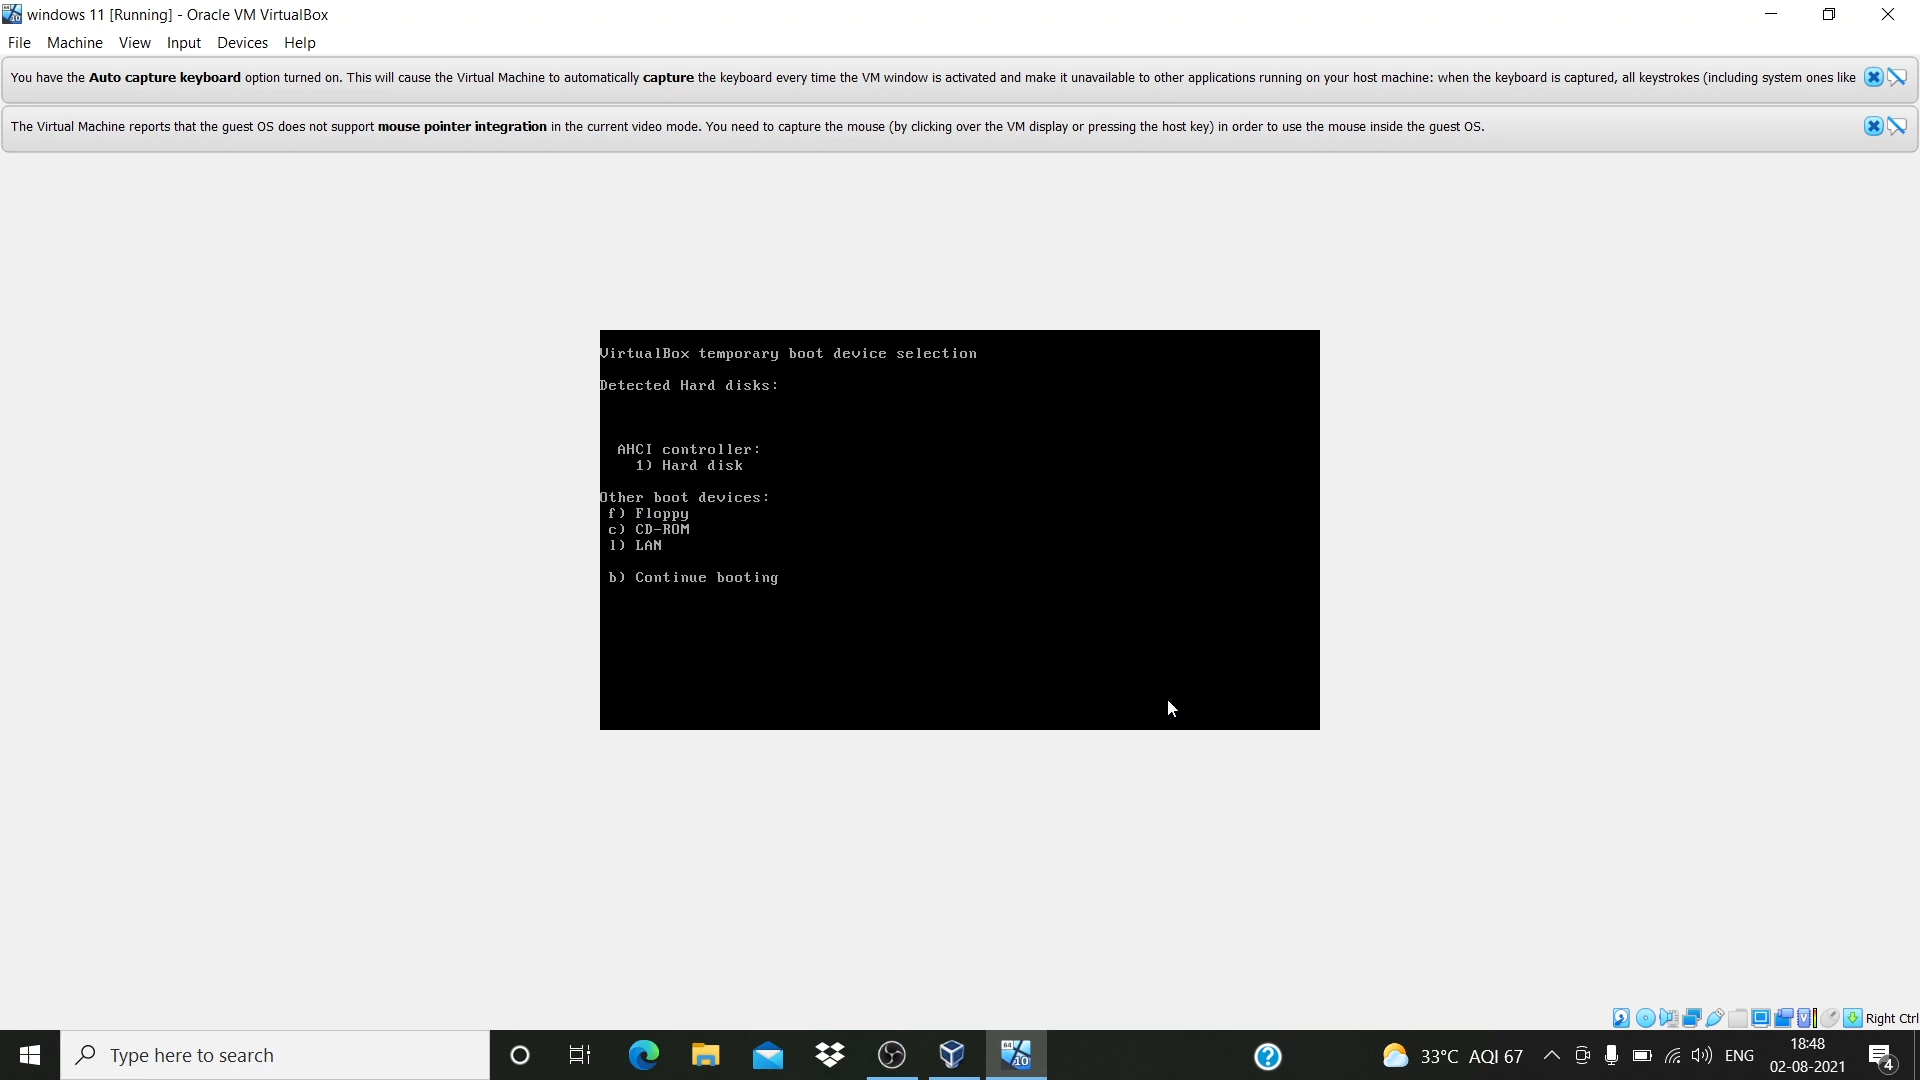 windows 11 [Running] - Oracle VM VirtualBox
File Machine View Input Devices Help
You have the Auto capture keyboard option turned on. This will cause the Virtual Machine to automatically capture the keyboard every time the VM window is activated and make it unavailable to other applications running on your host machine: when the keyboard is captured, all keystrokes (including system ones like
The Virtual Machine reports that the guest OS does not support mouse pointer integration in the current video mode. You need to capture the mouse (by clicking over the VM display or pressing the host key) in order to use the mouse inside the guest OS.
VirtualBox temporary boot device selection
Detected Hard disks:
AHCI controller:
1) Hard disk
Other boot devices:
f) Floppy
c) CD-ROM
l) LAN
b) Continue booting
Right Ctrl
Type here to search
33°C AQI 67
ENG
18:48
02-08-2021
4